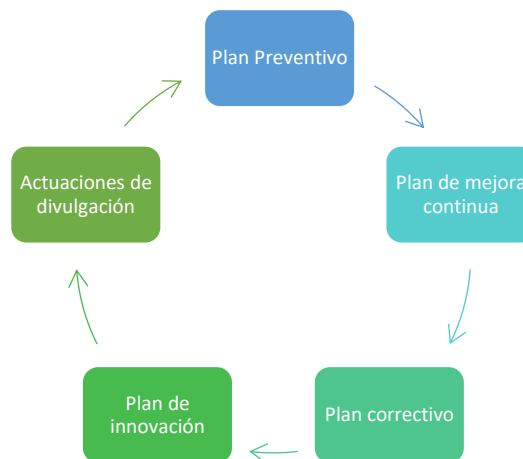 Plan Preventivo
Plan de mejora
continua
Plan correctivo
Plan de
innovación
Actuaciones de
divulgación